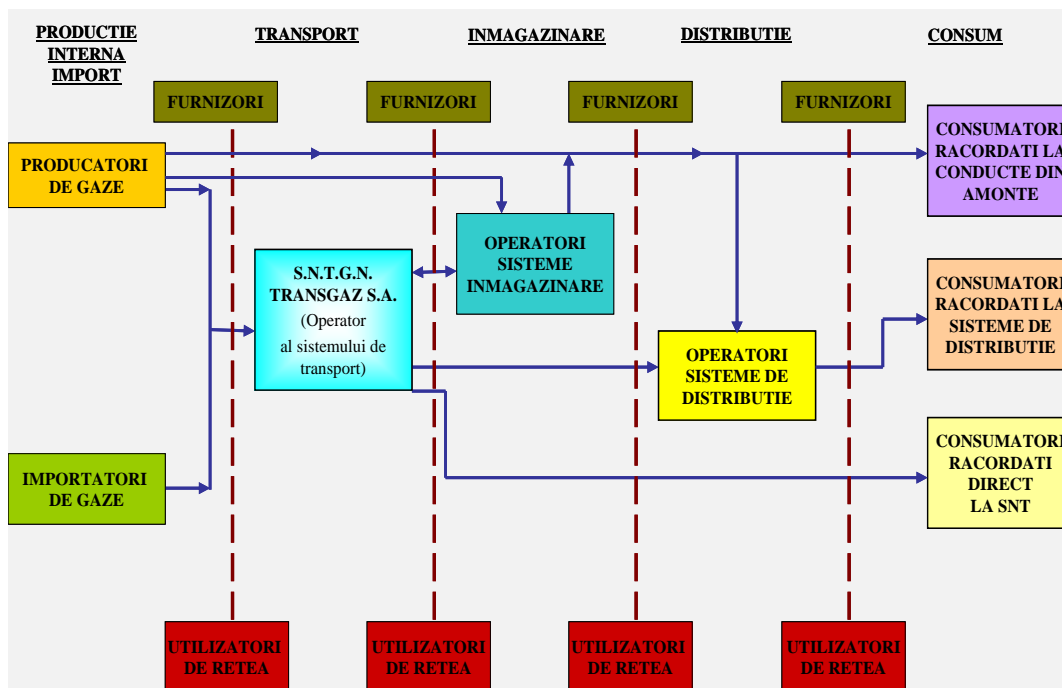 PRODUCTIE
INTERNA
IMPORT
TRANSPORT
INMAGAZINARE
DISTRIBUTIE
CONSUM
FURNIZORI
FURNIZORI
FURNIZORI
FURNIZORI
PRODUCATORI
DE GAZE
CONSUMATORI
RACORDATI LA
CONDUCTE DIN
AMONTE
OPERATORI
SISTEME
INMAGAZINARE
S.N.T.G.N.
TRANSGAZ S.A.
(Operator
al sistemului de
transport)
CONSUMATORI
RACORDATI LA
SISTEME DE
DISTRIBUTIE
OPERATORI
SISTEME DE
DISTRIBUTIE
IMPORTATORI
DE GAZE
CONSUMATORI
RACORDATI
DIRECT
LA SNT
UTILIZATORI
DE RETEA
UTILIZATORI
DE RETEA
UTILIZATORI
DE RETEA
UTILIZATORI
DE RETEA